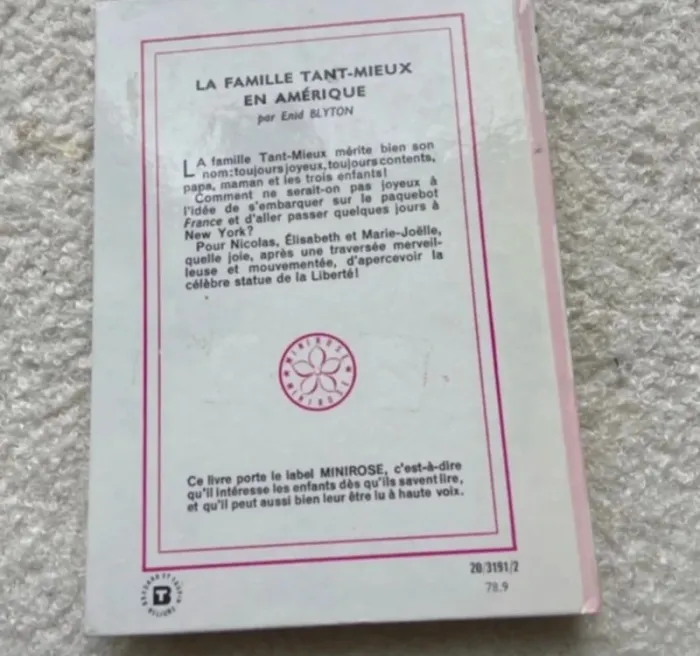 LA FAMILLE TANT-MIEUX
EN AMÉRIQUE
par Enid BLYTON
LA famille Tant-Mieux mérite bien son
nom: toujours joyeux, toujours contents,
papa, maman et les trois enfants!
Comment ne serait-on pas joyeux à
l'idée de s'embarquer sur le paquebot
France et d'aller passer quelques jours à
New York?
Pour Nicolas, Élisabeth et Marie-Joëlle,
quelle joie, après une traversée merveil-
leuse et mouvementée, d'apercevoir la
célèbre statue de la Liberté!
MINIROSE
MINIROSE
Ce livre porte le label MINIROSE, c'est-à-dire
qu'il intéresse les enfants dès qu'ils savent lire,
et qu'il peut aussi bien leur être lu à haute voix.
20/3191/2
78.9